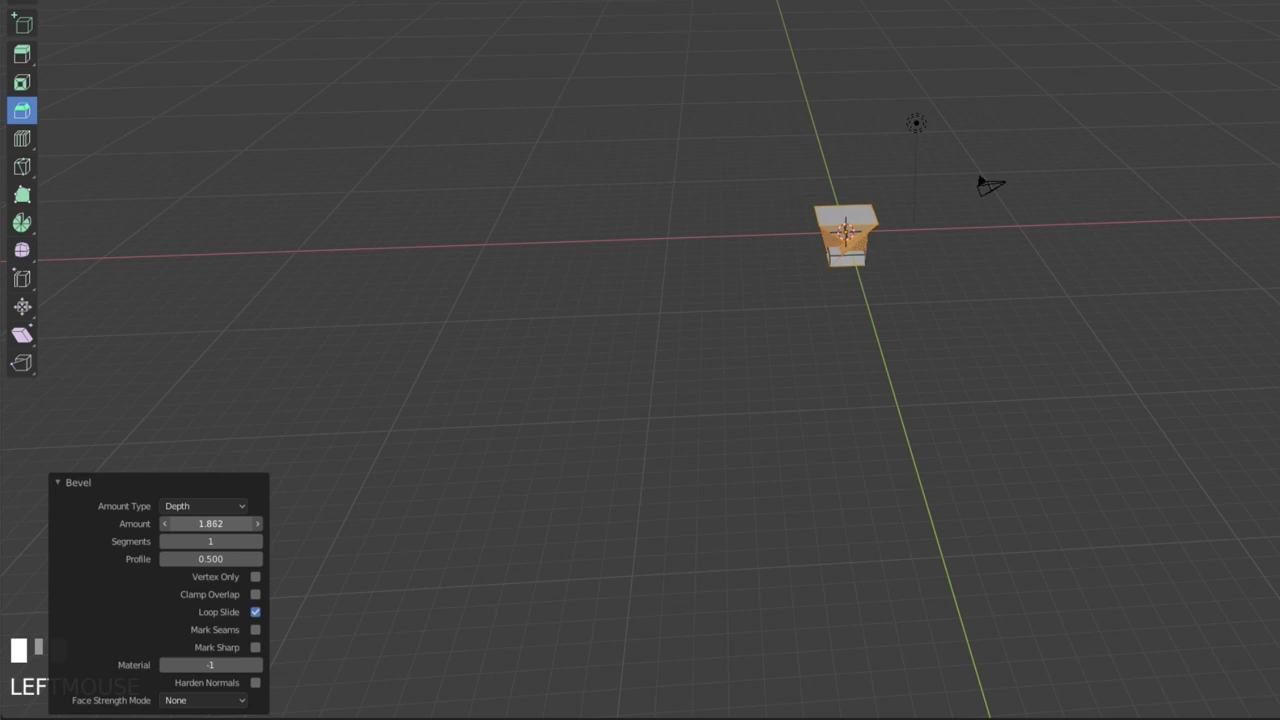 Bevel
Amount Type Depth
Amount 1.862
Segments 1
Profile 0.500
Vertex Only
Clamp Overlap
Loop Slide
Mark Seams
Mark Sharp
Material -1
Harden Normals
Face Strength Mode None
LEFTMOUSE